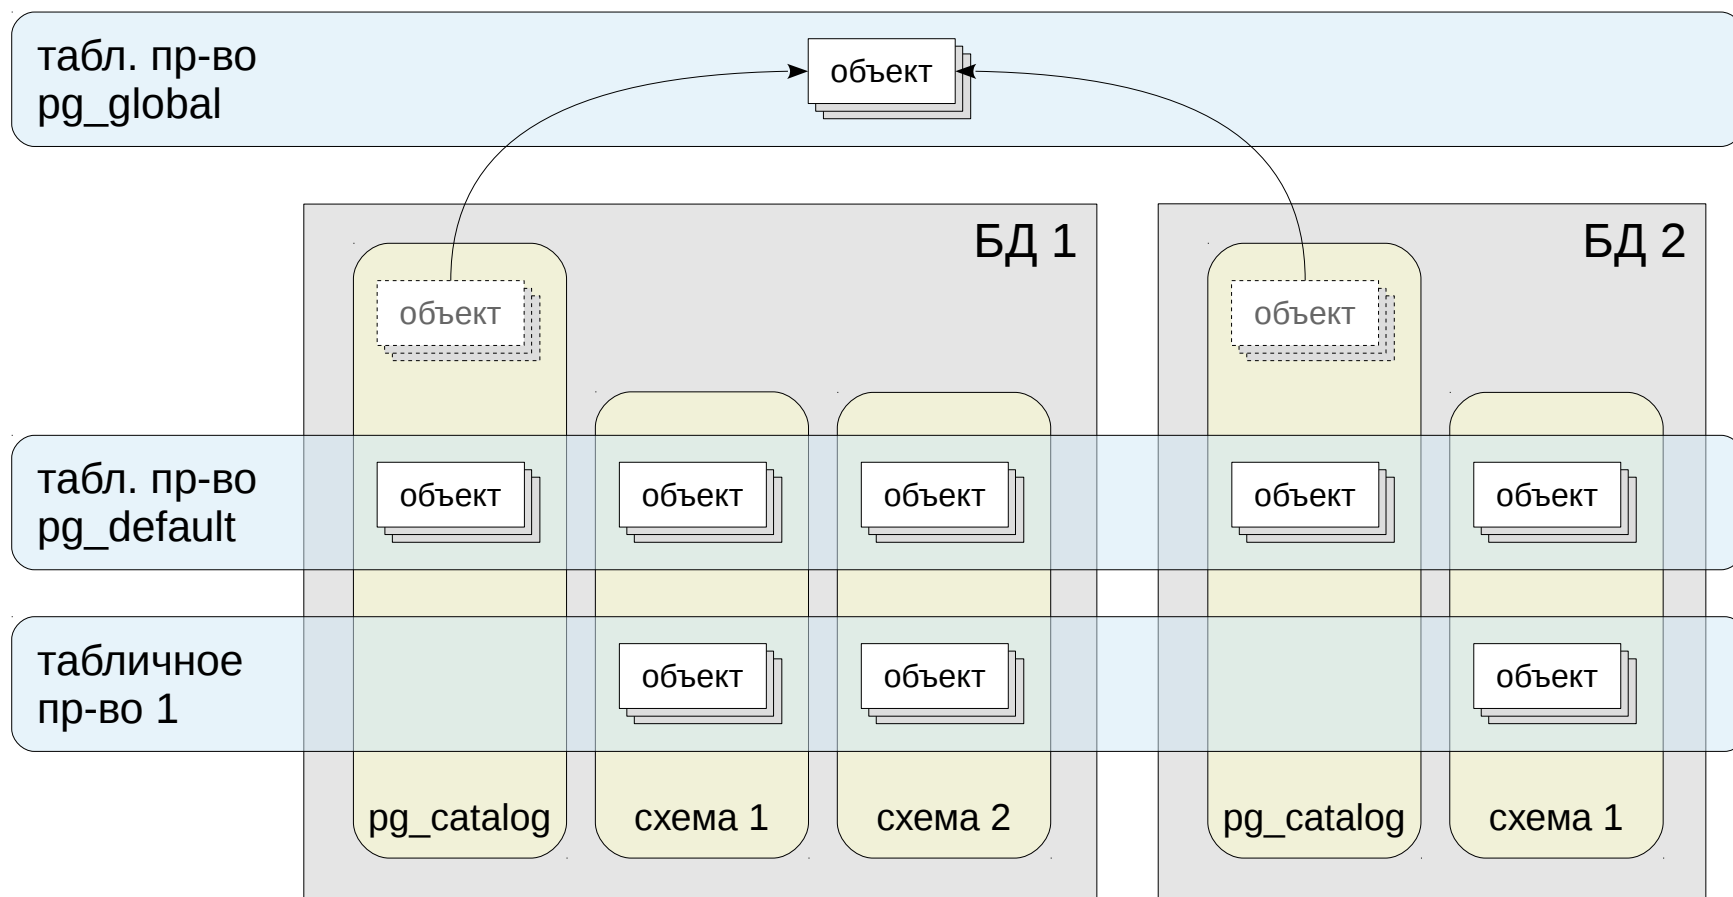 табл. пр-во
pg_global
объект
БД 1
БД 2
объект
объект
табл. пр-во
pg_default
объект
объект
объект
объект
объект
табличное
пр-во 1
объект
объект
объект
pg_catalog
схема 1
схема 2
pg_catalog
схема 1